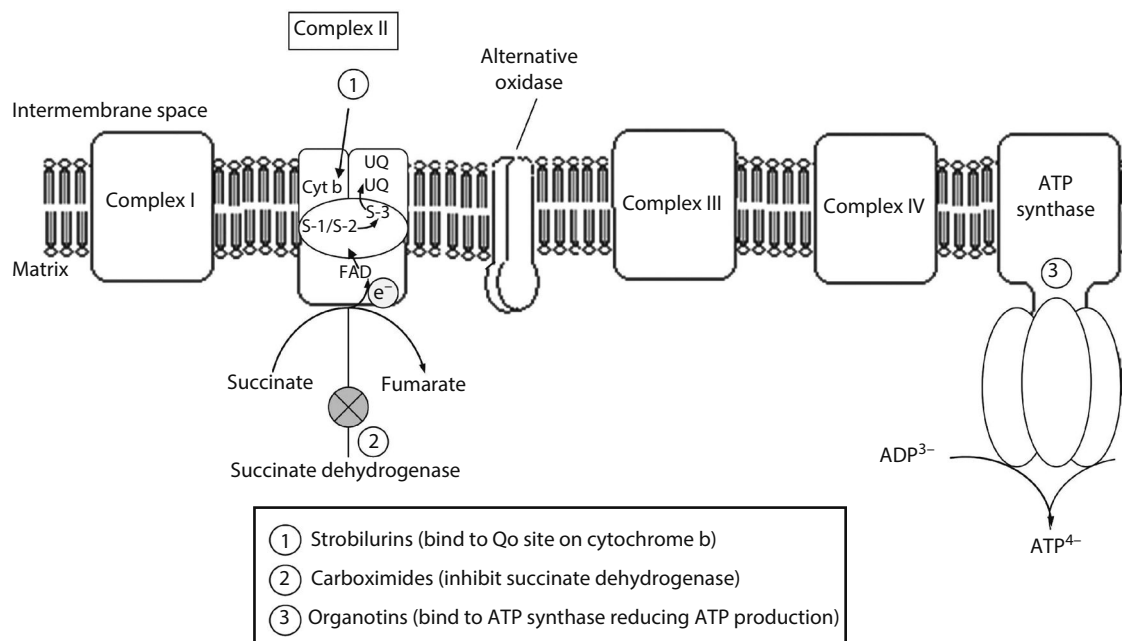 Complex II
Alternative
oxidase
1
Intermembrane space
Complex I
Cyt b
UQ
UQ
S-1/S-2
S-3
FAD
e⁻
Complex III
Complex IV
ATP
synthase
Matrix
3
Succinate
Fumarate
2
Succinate dehydrogenase
ADP³⁻
ATP⁴⁻
1 Strobilurins (bind to Qo site on cytochrome b)
2 Carboximides (inhibit succinate dehydrogenase)
3 Organotins (bind to ATP synthase reducing ATP production)